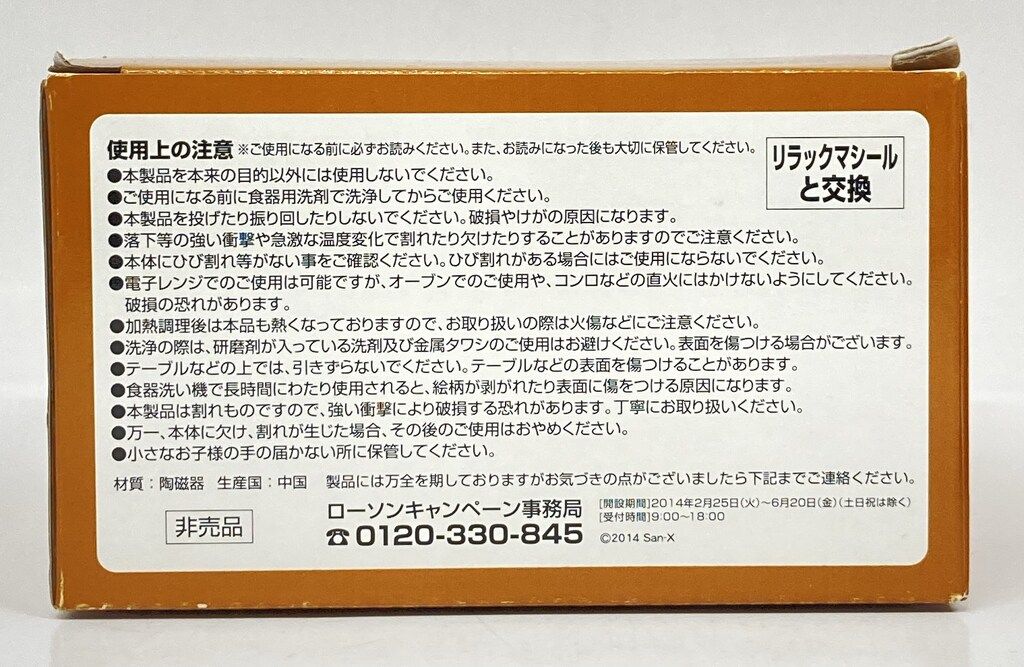 使用上の注意 ※ご使用になる前に必ずお読みください。また、お読みになった後も大切に保管してください。
リラックマシール
と交換
●本製品を本来の目的以外には使用しないでください。
●ご使用になる前に食器用洗剤で洗浄してからご使用ください。
●本製品を投げたり振り回したりしないでください。破損やけがの原因になります。
●落下等の強い衝撃や急激な温度変化で割れたり欠けたりすることがありますのでご注意ください。
●本体にひび割れ等がない事をご確認ください。ひび割れがある場合にはご使用にならないでください。
●電子レンジでのご使用は可能ですが、オーブンでのご使用や、コンロなどの直火にはかけないようにしてください。
破損の恐れがあります。
●加熱調理後は本品も熱くなっておりますので、お取り扱いの際は火傷などにご注意ください。
●洗浄の際は、研磨剤が入っている洗剤及び金属タワシのご使用はお避けください。表面を傷つける場合がございます。
●テーブルなどの上では、引きずらないでください。テーブルなどの表面を傷つけることがあります。
●食器洗い機で長時間にわたり使用されると、絵柄が剥がれたり表面に傷をつける原因になります。
●本製品は割れものですので、強い衝撃により破損する恐れがあります。丁寧にお取り扱いください。
●万一、本体に欠け、割れが生じた場合、その後のご使用はおやめください。
●小さなお子様の手の届かない所に保管してください。
材質:陶磁器 生産国:中国 製品には万全を期しておりますがお気づきの点がございましたら下記までご連絡ください。
非売品
ローソンキャンペーン事務局
☎0120-330-845
[開設期間]2014年2月25日(火)〜6月20日(金)(土日祝は除く)
[受付時間]9:00〜18:00
©2014 San-X